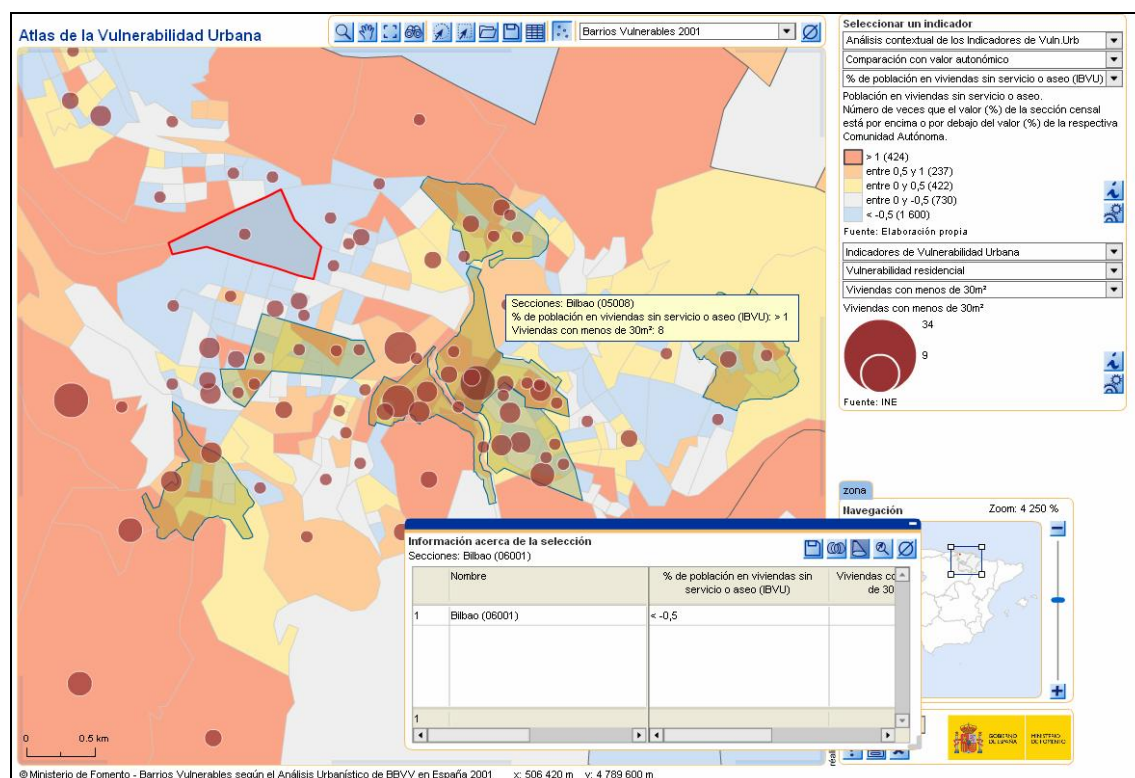 Atlas de la Vulnerabilidad Urbana
Barrios Vulnerables 2001
Seleccionar un indicador
Análisis contextual de los Indicadores de Vuln.Urb
Comparación con valor autonómico
% de población en viviendas sin servicio o aseo (IBVU)
Población en viviendas sin servicio o aseo.
Número de veces que el valor (%) de la sección censal
está por encima o por debajo del valor (%) de la respectiva
Comunidad Autónoma.
> 1 (424)
entre 0,5 y 1 (237)
entre 0 y 0,5 (422)
entre 0 y -0,5 (730)
< -0,5 (1 600)
Fuente: Elaboración propia
Indicadores de Vulnerabilidad Urbana
Vulnerabilidad residencial
Viviendas con menos de 30m²
Viviendas con menos de 30m²
34
9
Fuente: INE
Secciones: Bilbao (05008)
% de población en viviendas sin servicio o aseo (IBVU): > 1
Viviendas con menos de 30m²: 8
zona
Navegación
Zoom: 4 250 %
Información acerca de la selección
Secciones: Bilbao (06001)
Nombre
% de población en viviendas sin
servicio o aseo (IBVU)
Viviendas co
de 30
1
Bilbao (06001)
< -0,5
1
0
0.5 km
GOBIERNO
DE ESPAÑA
MINISTERIO
DE FOMENTO
© Ministerio de Fomento - Barrios Vulnerables según el Análisis Urbanístico de BBVV en España 2001
x: 506 420 m
y: 4 789 600 m